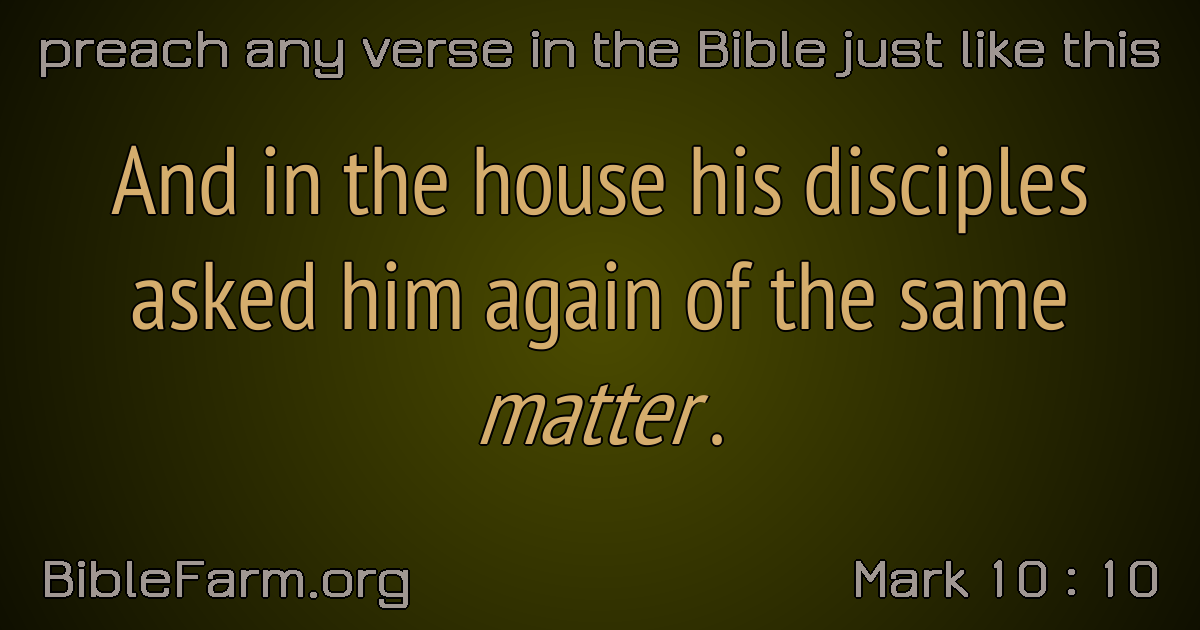 preach any verse in the Bible just like this
And in the house his disciples
asked him again of the same
matter.
BibleFarm.org
Mark 10 : 10